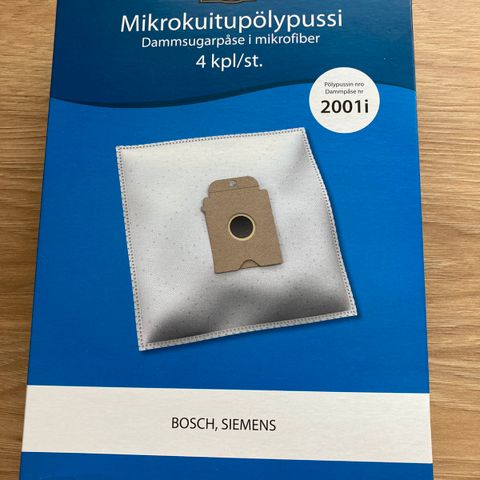 Mikrokuitupölypussi
Dammsugarpåse i mikrofiber
4 kpl/st.
Pölypussin nro
Dammpåse nr
2001i
BOSCH, SIEMENS